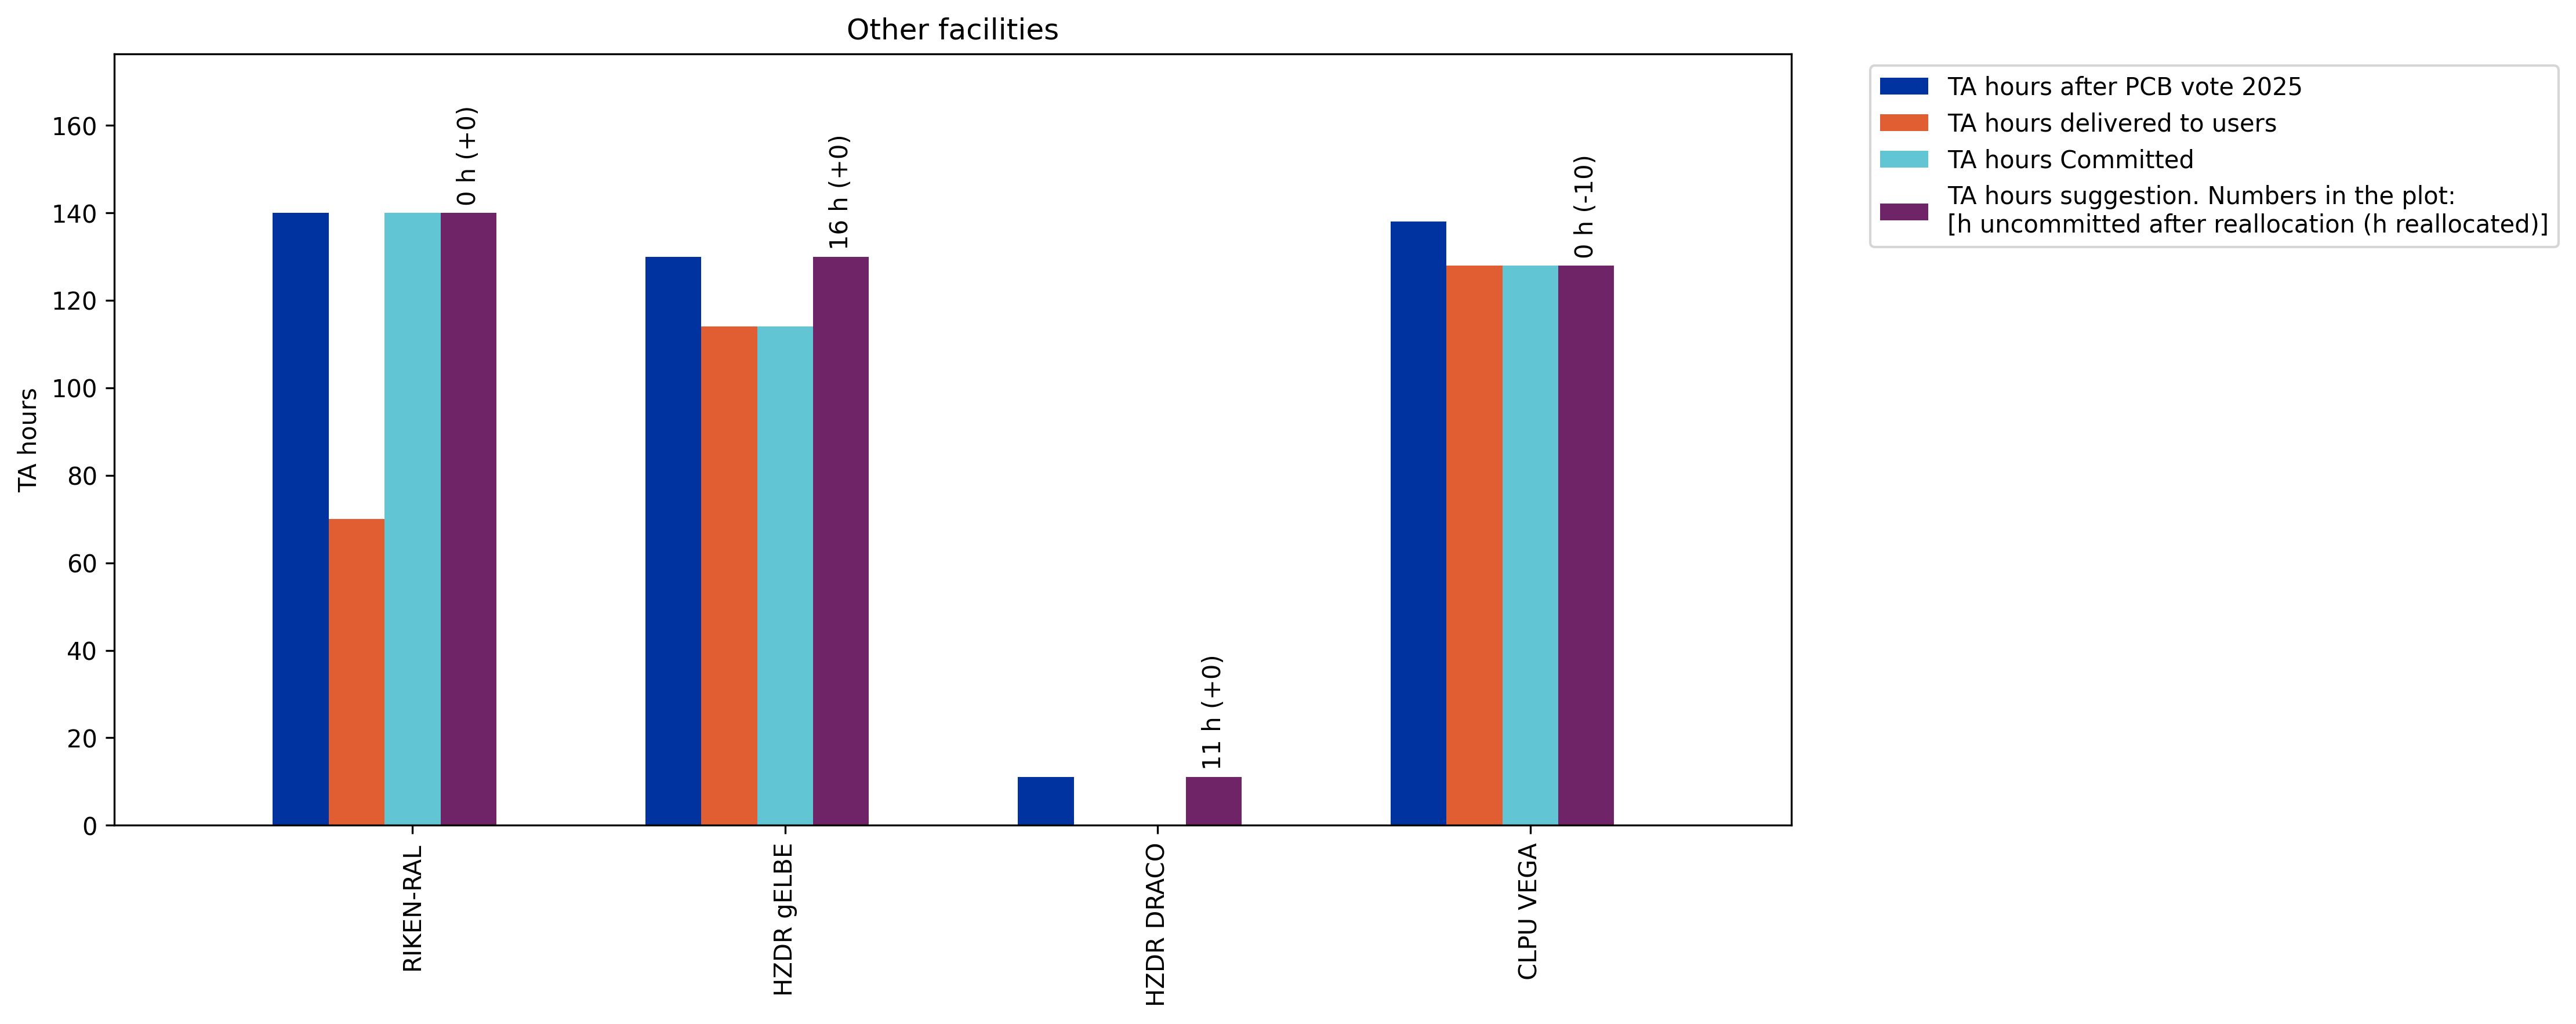 Other facilities
TA hours after PCB vote 2025
TA hours delivered to users
TA hours Committed
TA hours suggestion. Numbers in the plot:
[h uncommitted after reallocation (h reallocated)]
TA hours
160
140
120
100
80
60
40
20
0
0 h (+0)
16 h (+0)
11 h (+0)
0 h (-10)
RIKEN-RAL
HZDR gELBE
HZDR DRACO
CLPU VEGA